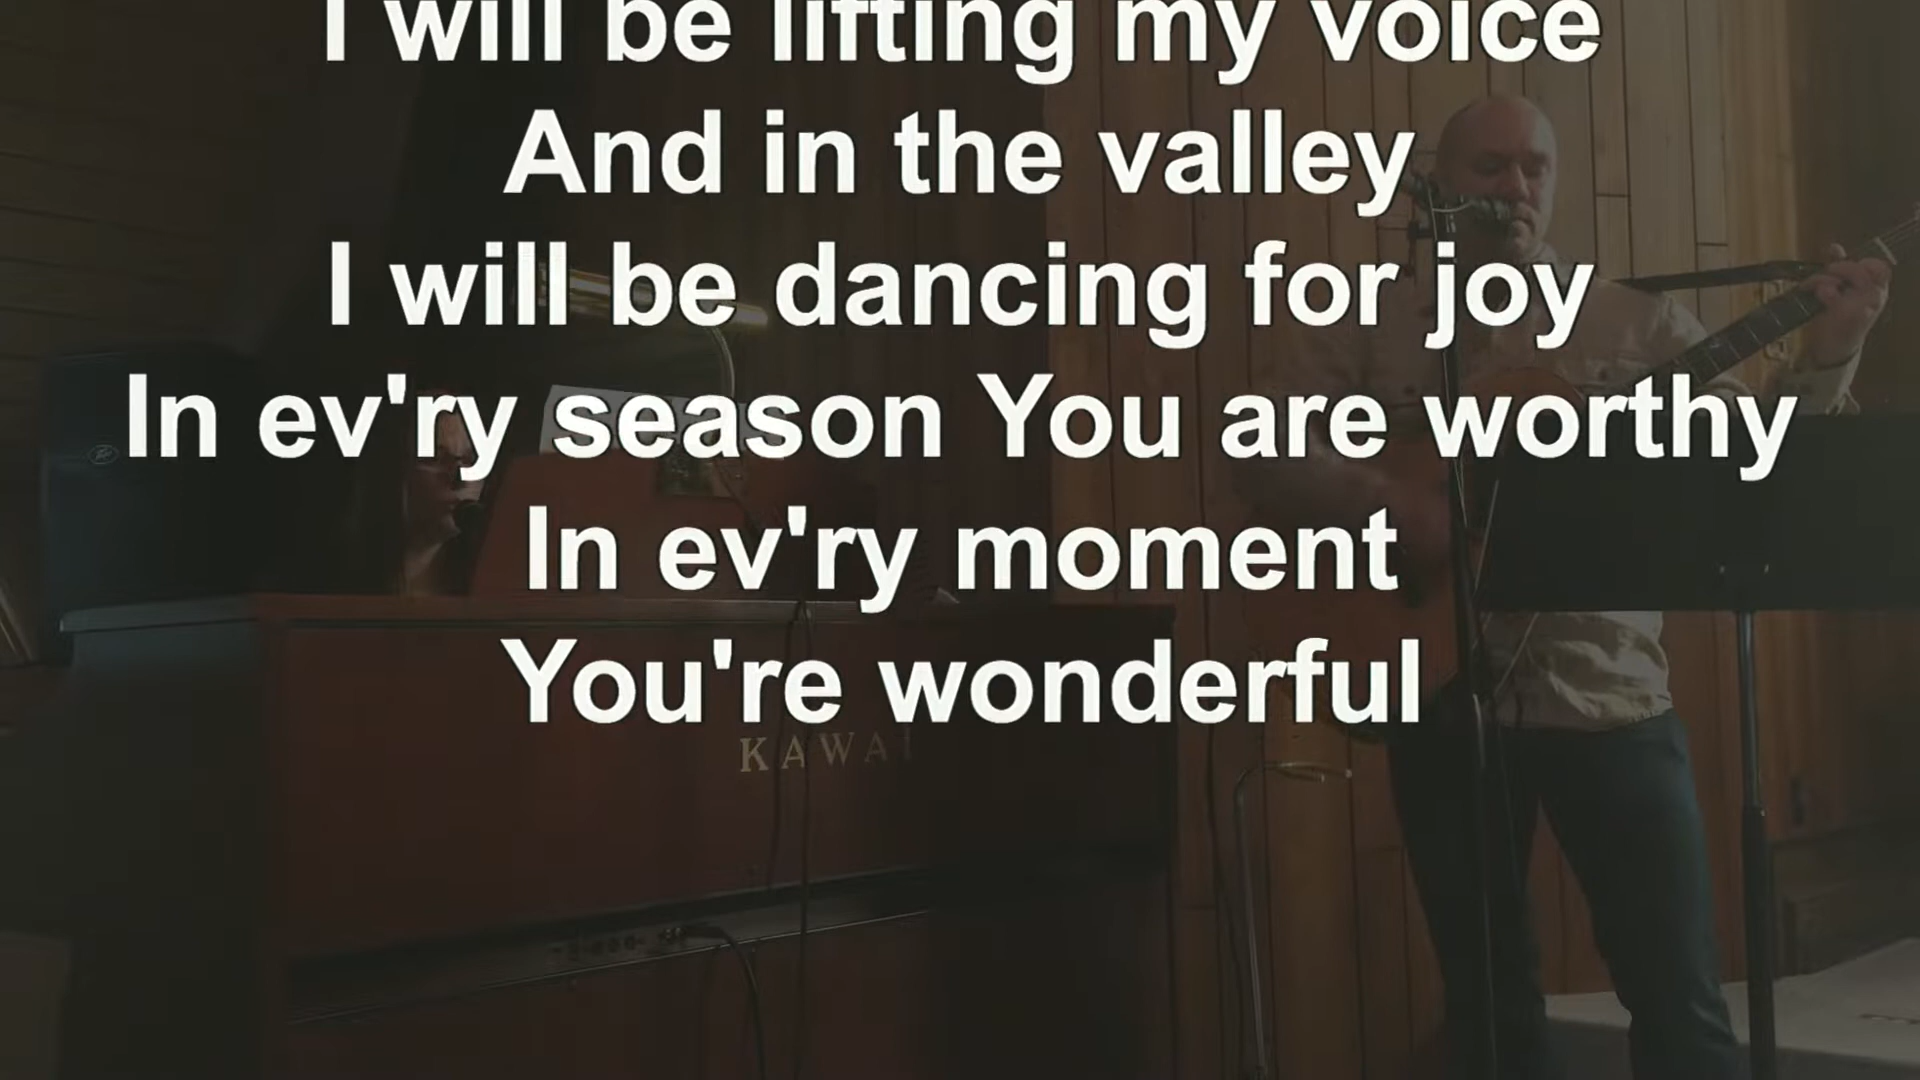 I will be lifting my voice
And in the valley
I will be dancing for joy
In ev'ry season You are worthy
In ev'ry moment
You're wonderful
KAWAI